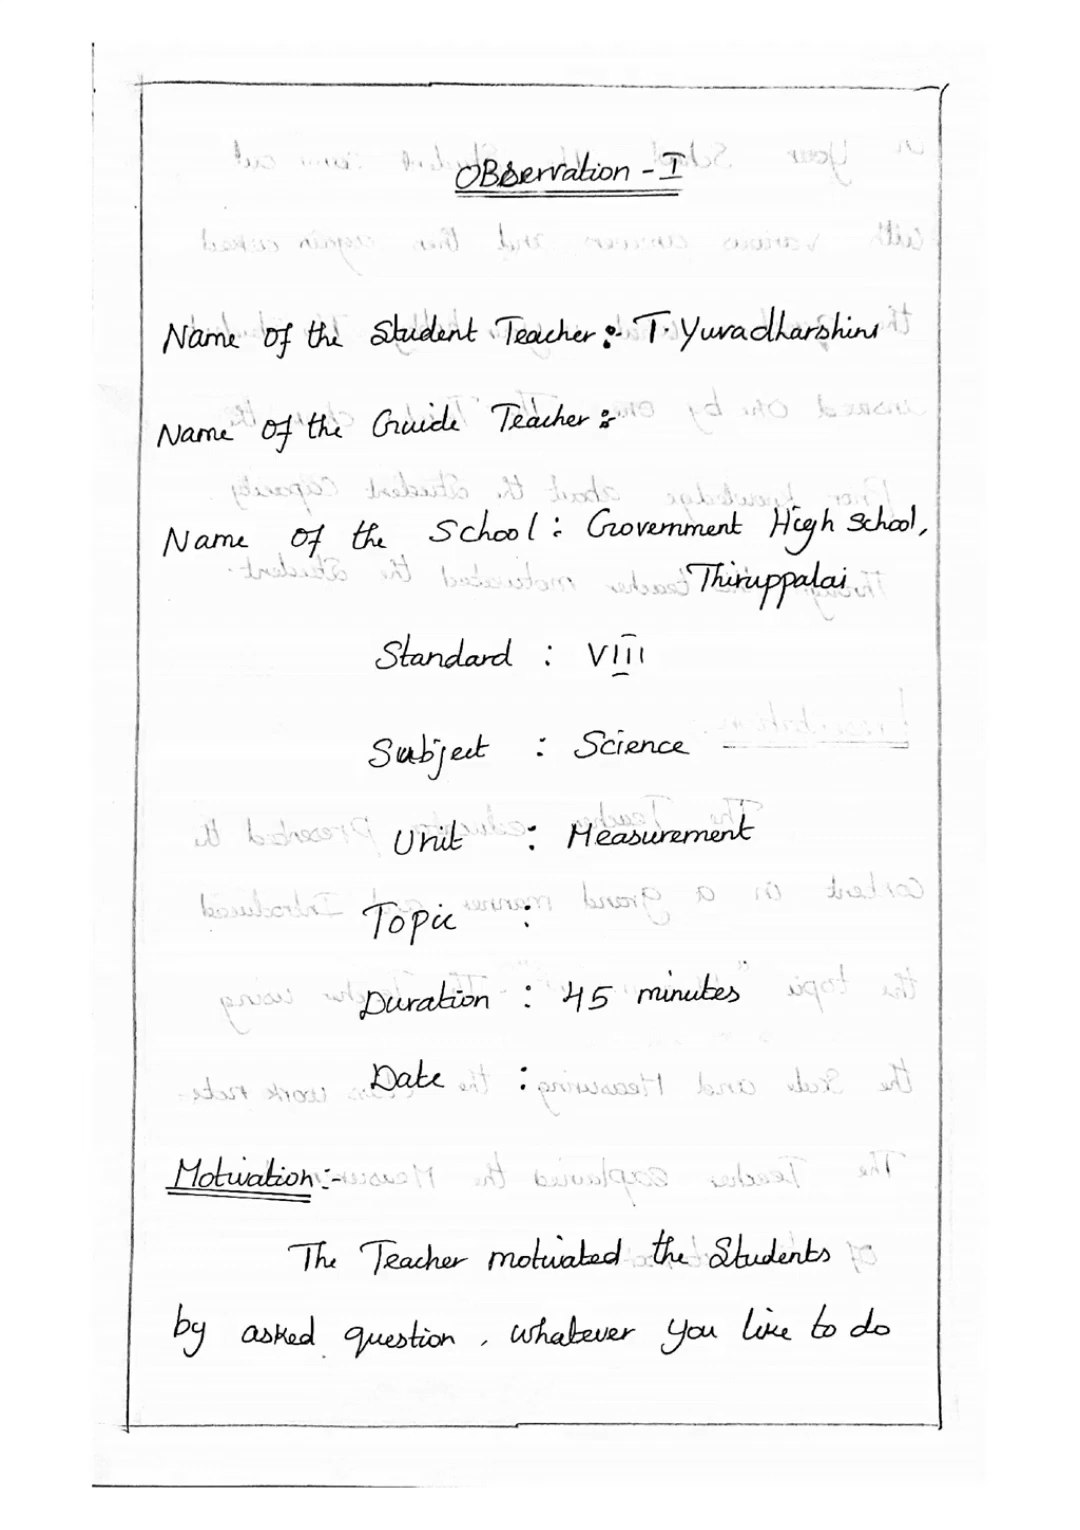 OBservation - I
Name of the Student Teacher :- T. Yuvadharshini
Name of the Guide Teacher :-
Name of the School : Government High School,
Thiruppalai
Standard : VIII
Subject : Science
Unit : Measurement
Topic :
Duration : 45 minutes
Date :
Motivation :-
The Teacher motivated the Students
by asked question, whatever you like to do